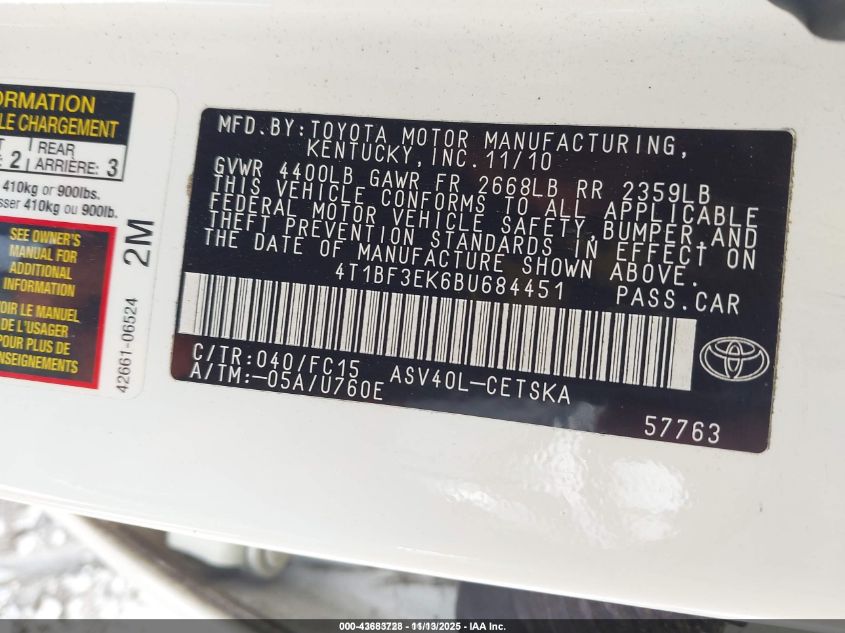 ORMATION
LE CHARGEMENT
REAR
: 2 ARRIÈRE: 3
410kg or 900lbs.
sser 410kg ou 900lb.
SEE OWNER'S
MANUAL FOR
ADDITIONAL
INFORMATION
OIR LE MANUEL
DE L'USAGER
POUR PLUS DE
NSEIGNEMENTS
2M
42661-06524
MFD.BY:TOYOTA MOTOR MANUFACTURING,
KENTUCKY,INC.11/10
GVWR 4400LB GAWR FR 2668LB RR 2359LB
THIS VEHICLE CONFORMS TO ALL APPLICABLE
FEDERAL MOTOR VEHICLE SAFETY,BUMPER,AND
THEFT PREVENTION STANDARDS IN EFFECT ON
THE DATE OF MANUFACTURE SHOWN ABOVE.
4T1BF3EK6BU684451 PASS.CAR
C/TR:040/FC15 ASV40L-CETSKA
A/TM:-05A/U760E
57763
000-43683728 - 11/13/2025 - IAA Inc.